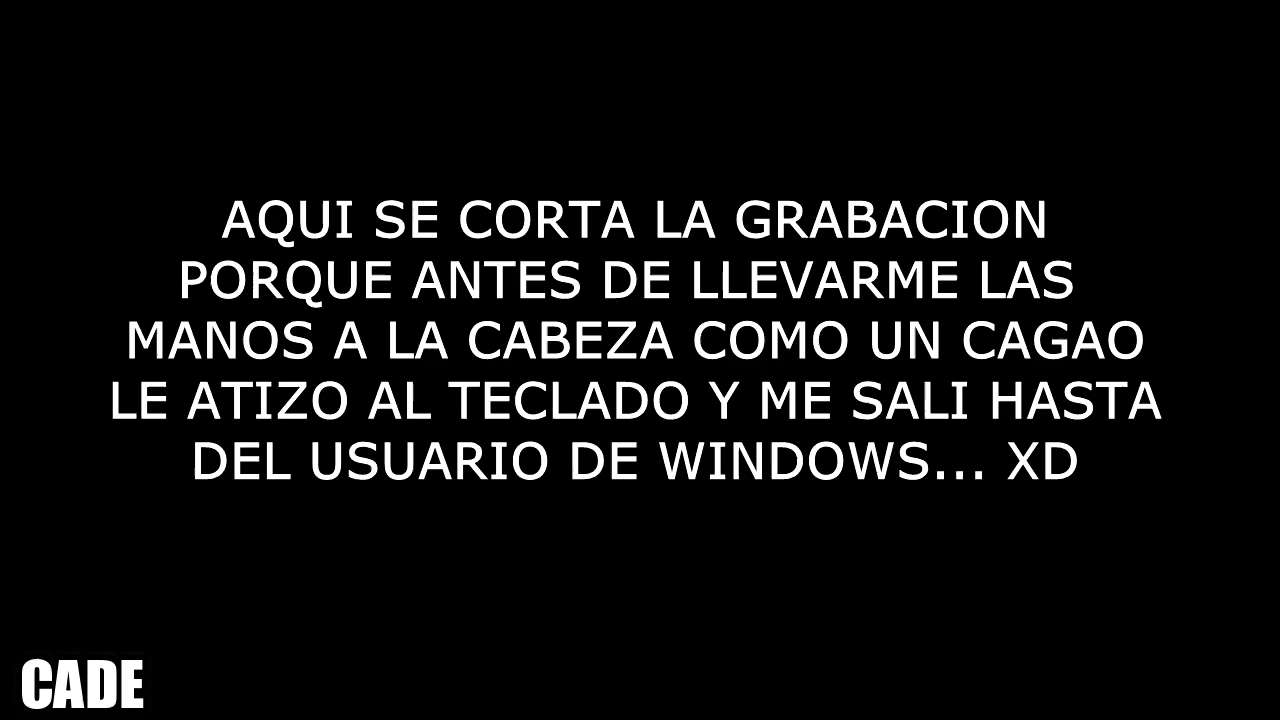 AQUI SE CORTA LA GRABACION
PORQUE ANTES DE LLEVARME LAS
MANOS A LA CABEZA COMO UN CAGAO
LE ATIZO AL TECLADO Y ME SALI HASTA
DEL USUARIO DE WINDOWS... XD
CADE